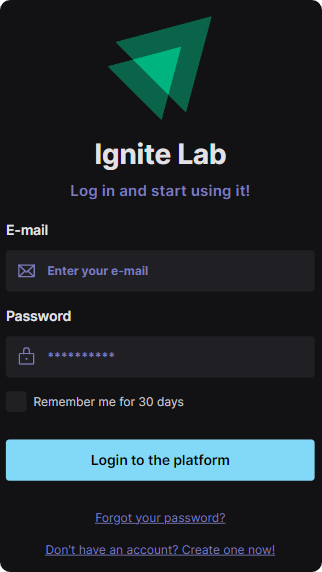 Ignite Lab
Log in and start using it!
E-mail
Enter your e-mail
Password
**********
Remember me for 30 days
Login to the platform
Forgot your password?
Don't have an account? Create one now!